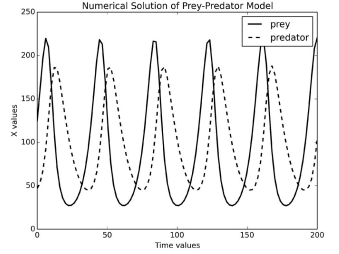 Numerical Solution of Prey-Predator Model
250
200
150
100
50
0
X values
prey
predator
0 50 100 150 200
Time values